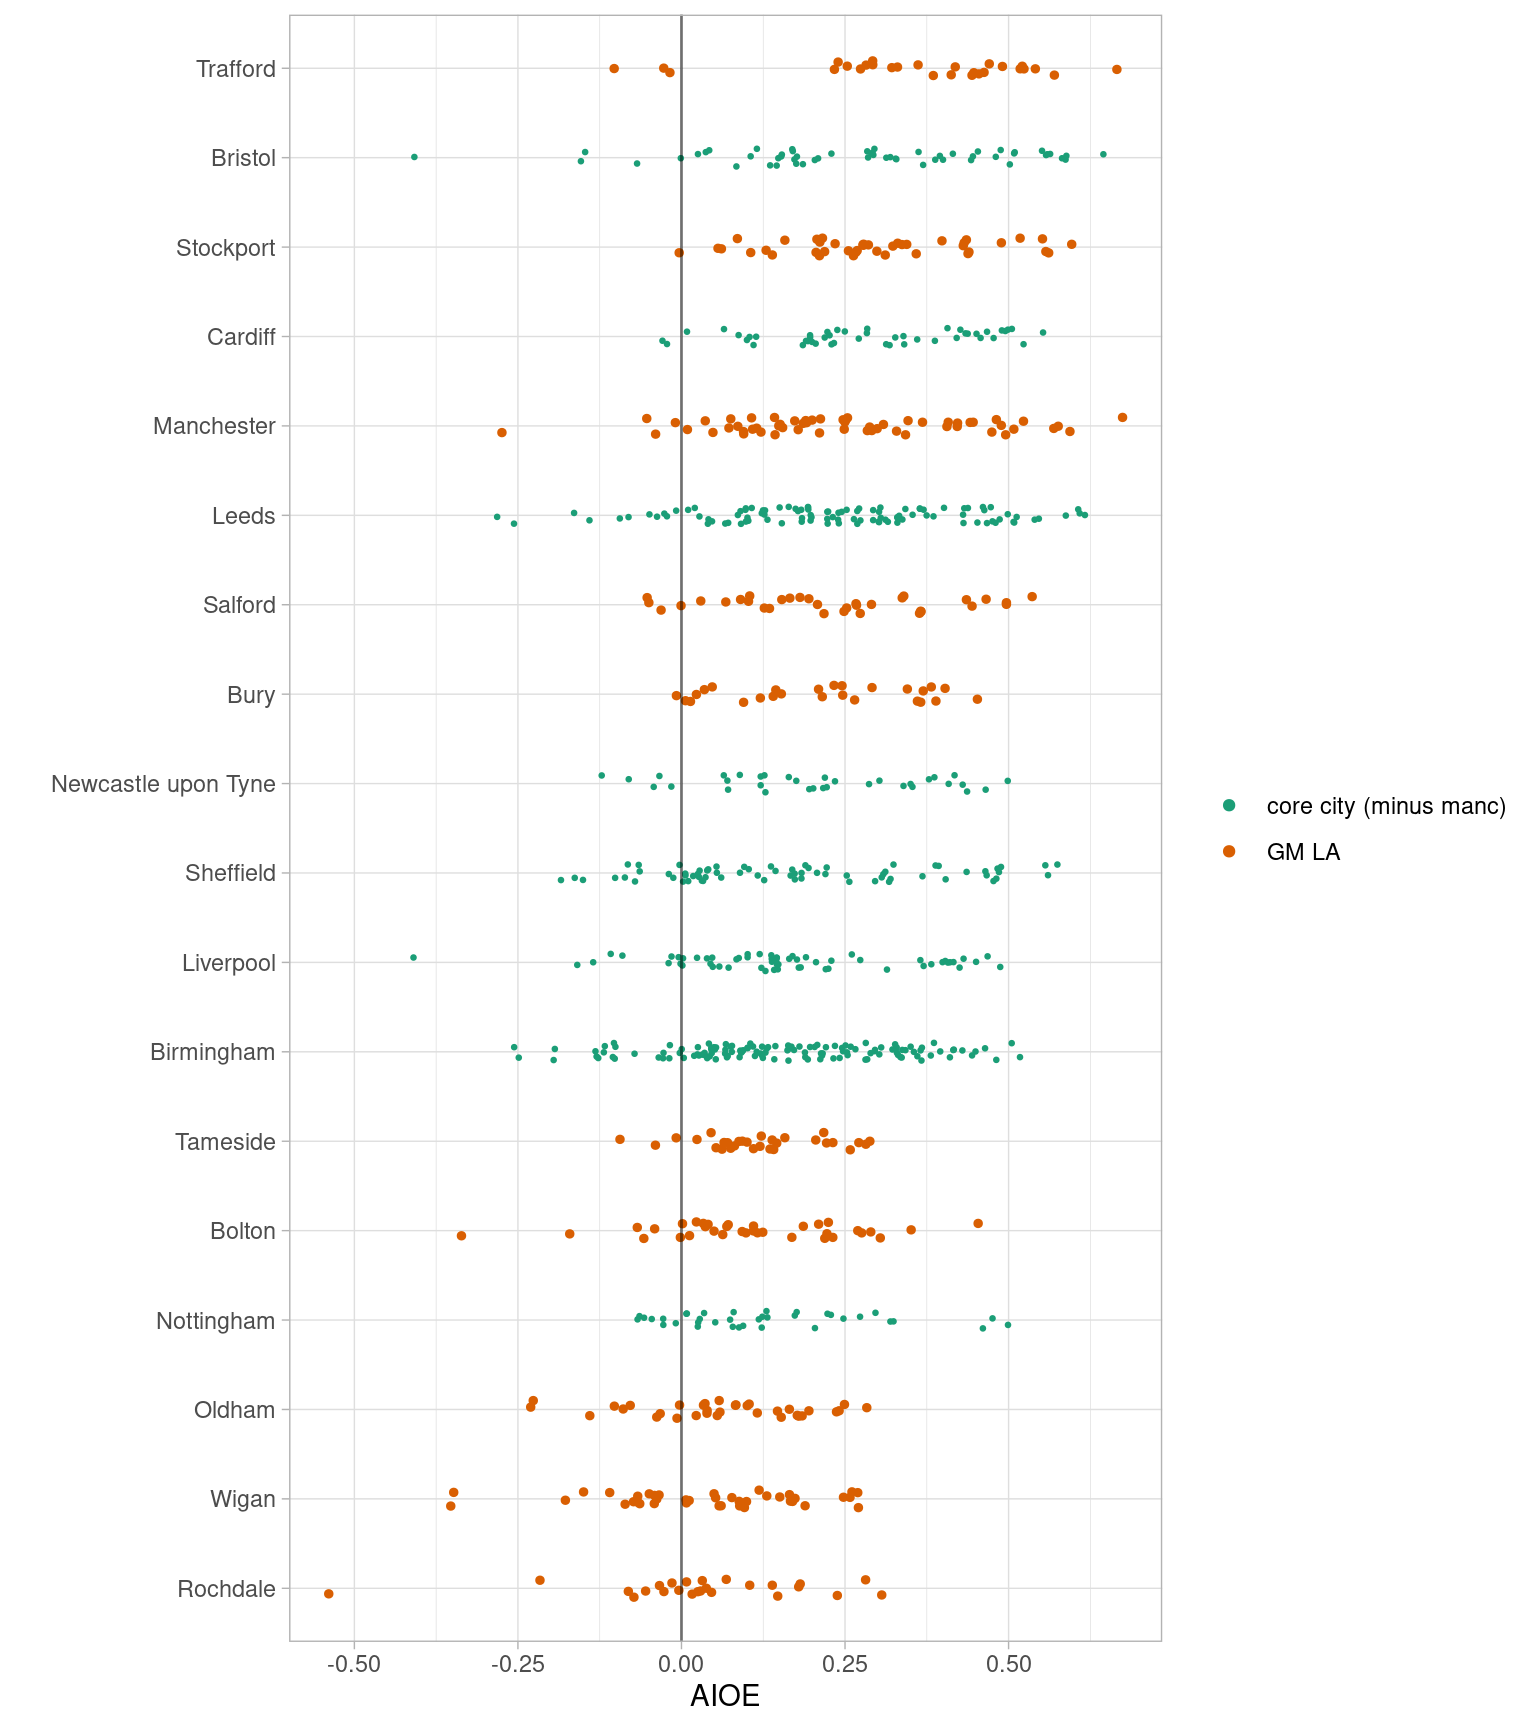 Trafford
Bristol
Stockport
Cardiff
Manchester
Leeds
Salford
Bury
Newcastle upon Tyne
Sheffield
Liverpool
Birmingham
Tameside
Bolton
Nottingham
Oldham
Wigan
Rochdale
-0.50 -0.25 0.00 0.25 0.50
AIOE
core city (minus manc)
GM LA